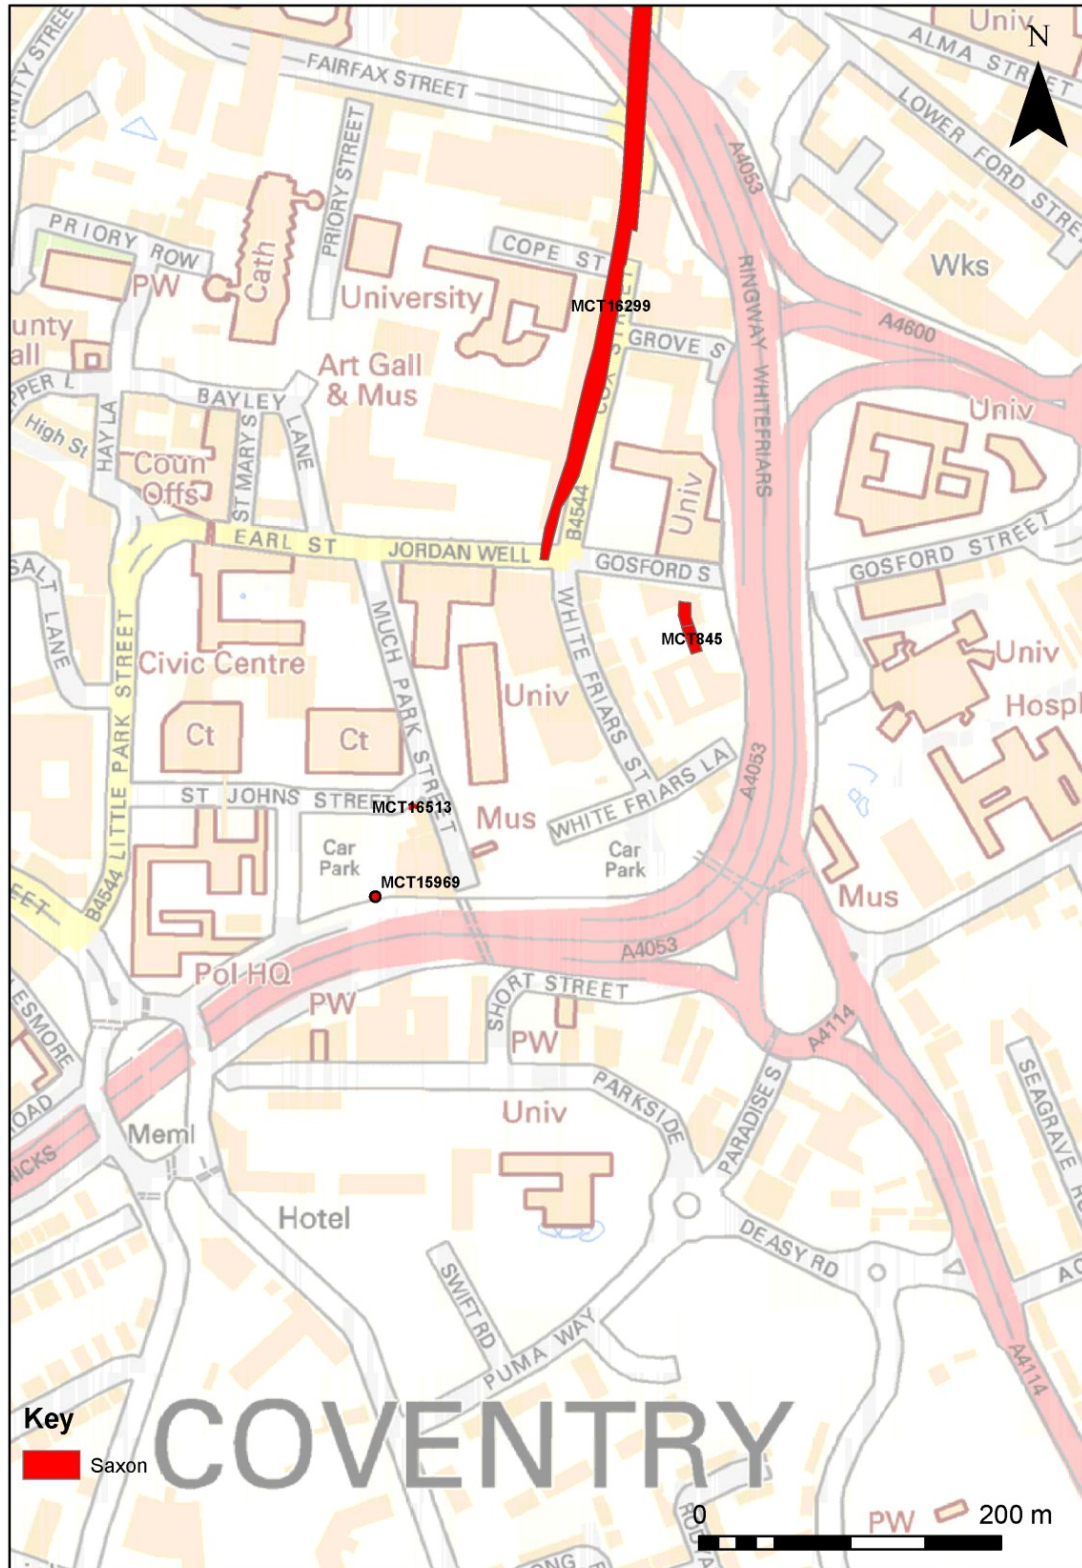 Univ
N
ALMA STREET
FAIRFAX STREET
LOWER FORD STREET
A4053
PRIORY STREET
PRIORY ROW
Cath
COPE ST
PW
University
RINGWAY WHITEFRIARS
Wks
MCT16299
A4600
GROVE S
Art Gall
& Mus
BAYLEY
LANE
HAY LA
High St
ST MARY S
Coun
Offs
Univ
Univ
B4544
EARL ST
JORDAN WELL
GOSFORD S
GOSFORD STREET
SALT LANE
MUCH PARK STREET
WHITE FRIARS ST
MCT845
Civic Centre
Univ
Univ
Hospl
Ct
Ct
B4544 LITTLE PARK STREET
A4053
ST JOHNS STREET
MCT16513
WHITE FRIARS LA
Mus
Car
Park
Car
Park
MCT15969
Mus
A4053
Pol HQ
PW
SHORT STREET
PW
A4114
PARKSIDE
PARADISE S
Univ
SEAGRAVE
Meml
Hotel
DEASY RD
SWIFT RD
PUMA WAY
A4114
Key
Saxon
COVENTRY
0 200 m
PW